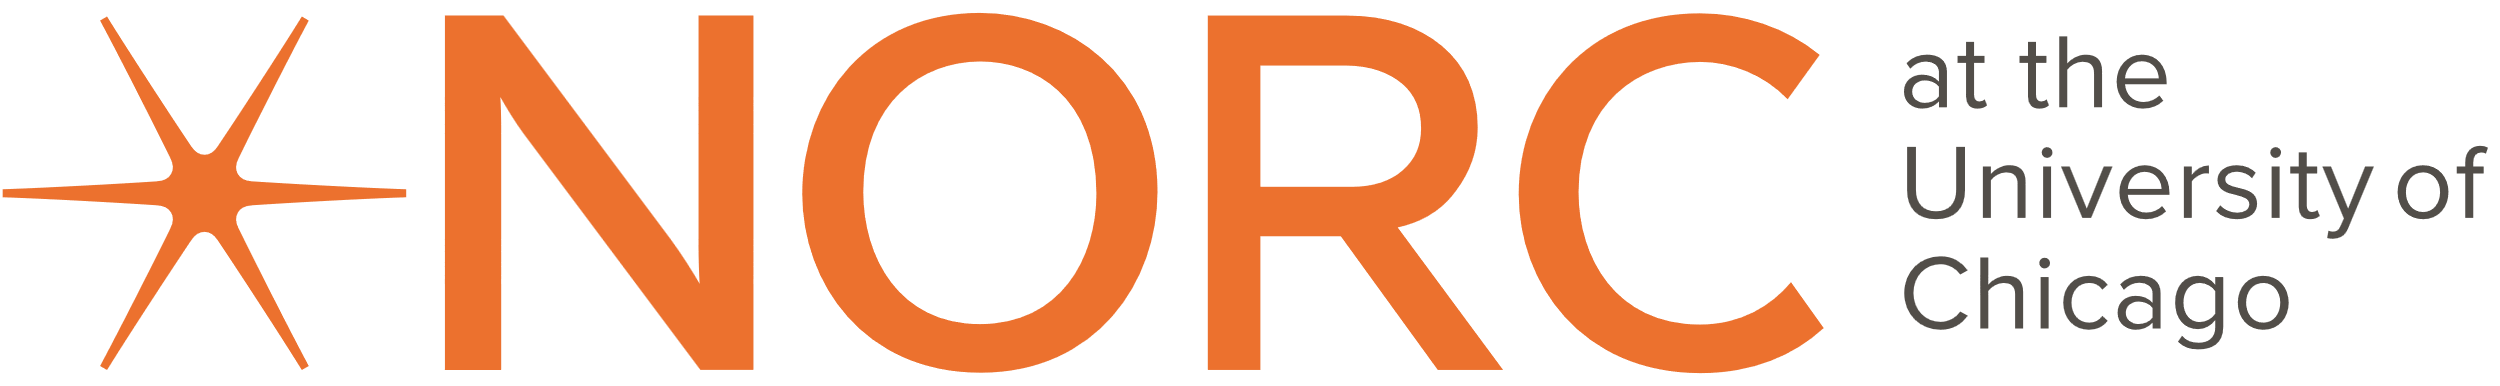 NORC
at the
University of
Chicago